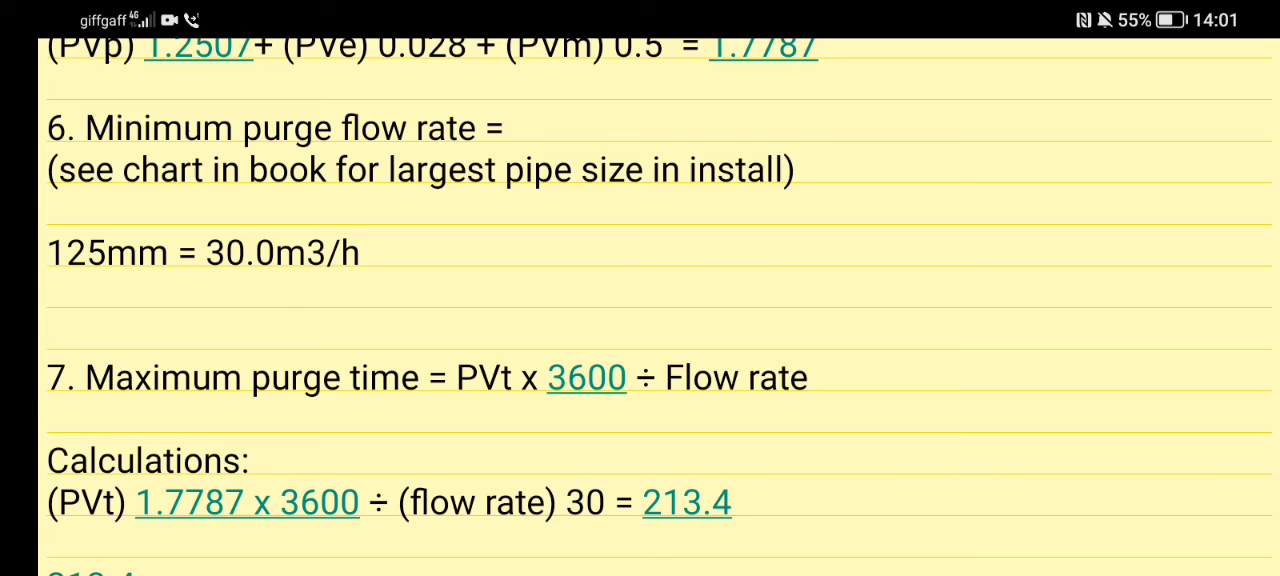 giffgaff 4G 55% 14:01
(PVp) 1.2507+ (PVe) 0.028 + (PVm) 0.5 = 1.7787
6. Minimum purge flow rate =
(see chart in book for largest pipe size in install)
125mm = 30.0m3/h
7. Maximum purge time = PVt x 3600 ÷ Flow rate
Calculations:
(PVt) 1.7787 x 3600 ÷ (flow rate) 30 = 213.4